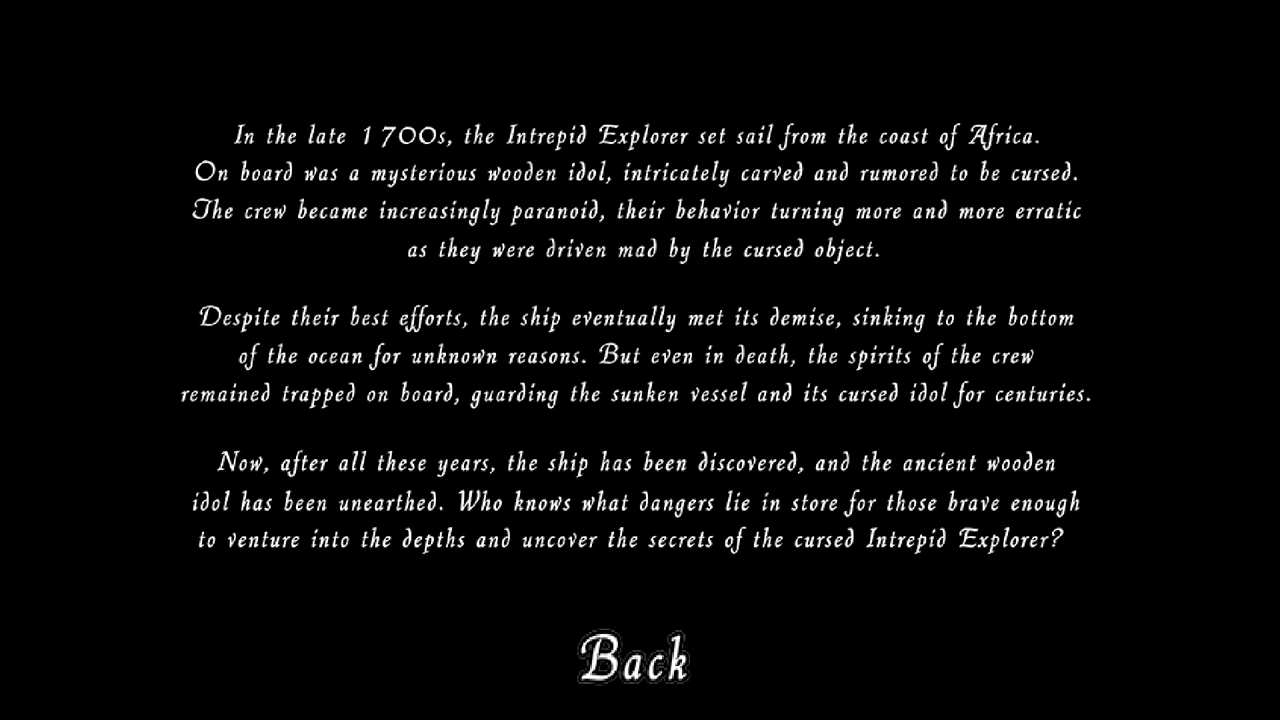 In the late 1700s, the Intrepid Explorer set sail from the coast of Africa.
On board was a mysterious wooden idol, intricately carved and rumored to be cursed.
The crew became increasingly paranoid, their behavior turning more and more erratic
as they were driven mad by the cursed object.
Despite their best efforts, the ship eventually met its demise, sinking to the bottom
of the ocean for unknown reasons. But even in death, the spirits of the crew
remained trapped on board, guarding the sunken vessel and its cursed idol for centuries.
Now, after all these years, the ship has been discovered, and the ancient wooden
idol has been unearthed. Who knows what dangers lie in store for those brave enough
to venture into the depths and uncover the secrets of the cursed Intrepid Explorer?
Back